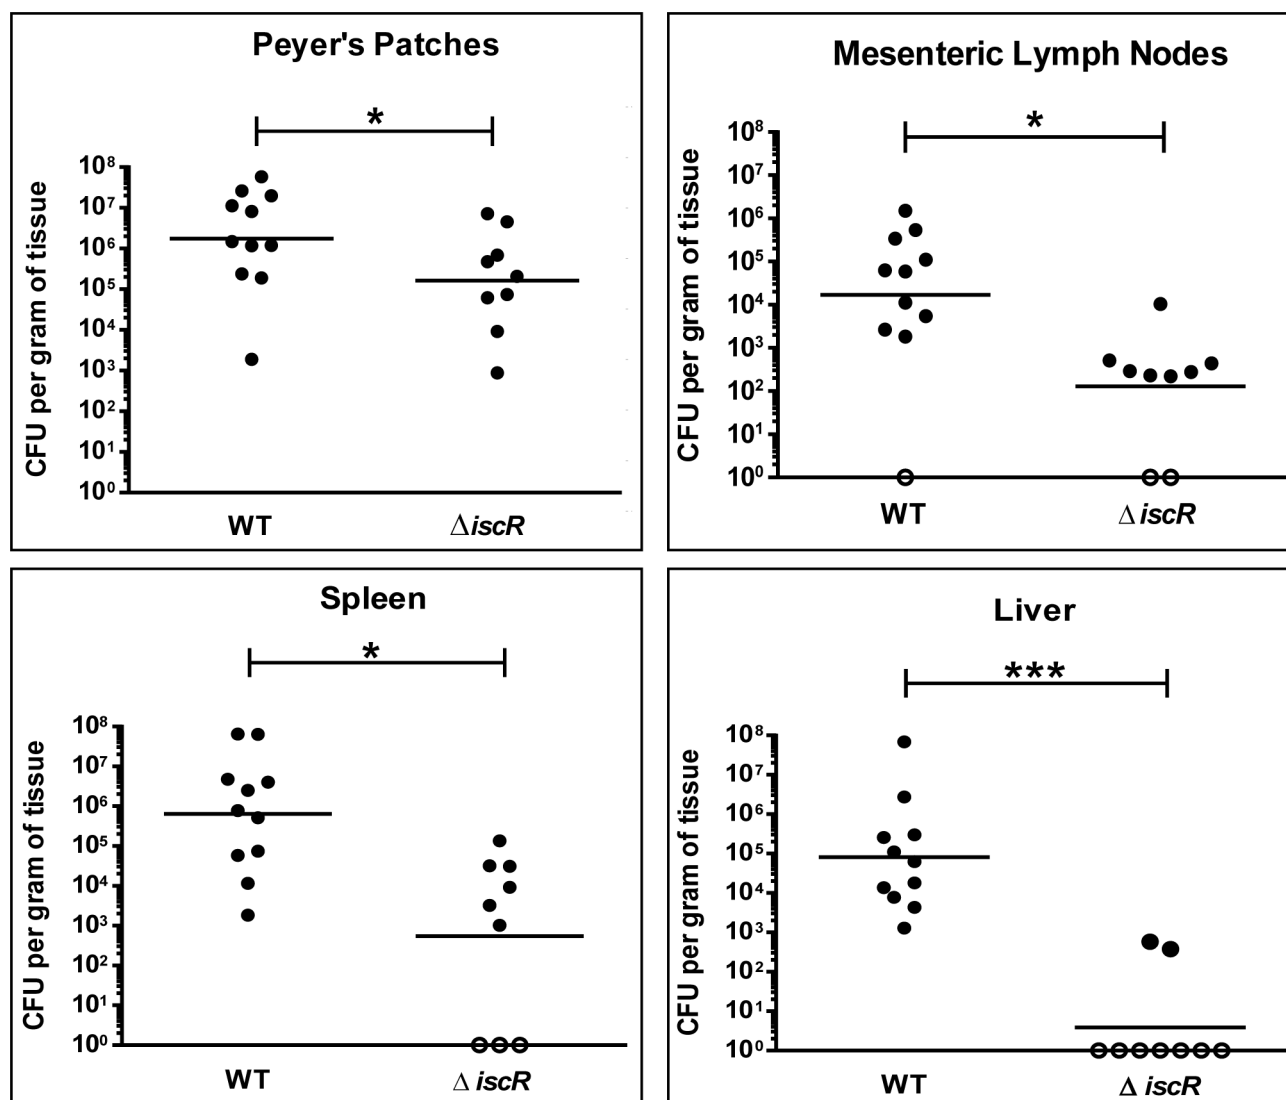 Peyer's Patches
*
CFU per gram of tissue
10⁸
10⁷
10⁶
10⁵
10⁴
10³
10²
10¹
10⁰
WT
ΔiscR
Mesenteric Lymph Nodes
*
CFU per gram of tissue
10⁸
10⁷
10⁶
10⁵
10⁴
10³
10²
10¹
10⁰
WT
Δ iscR
Spleen
*
CFU per gram of tissue
10⁸
10⁷
10⁶
10⁵
10⁴
10³
10²
10¹
10⁰
WT
Δ iscR
Liver
***
CFU per gram of tissue
10⁸
10⁷
10⁶
10⁵
10⁴
10³
10²
10¹
10⁰
WT
Δ iscR